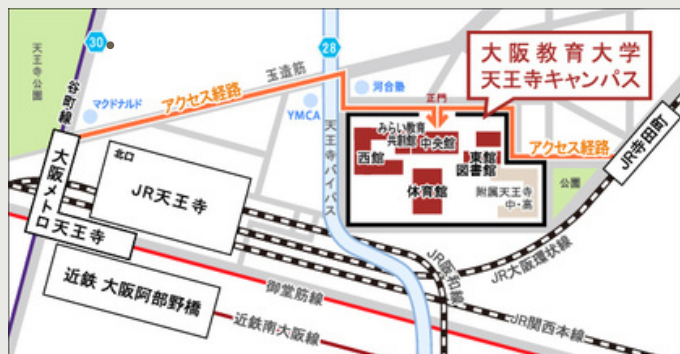 大阪教育大学
天王寺キャンパス
天王寺公園
谷町線
30
28
玉造筋
アクセス経路
マクドナルド
YMCA
河合塾
正門
みらい教育
共創館
中央館
西館
東館
図書館
体育館
附属天王寺
中・高
アクセス経路
公園
JR寺田町
天王寺バイパス
大阪メトロ
天王寺
北口
JR天王寺
近鉄 大阪阿部野橋
御堂筋線
近鉄南大阪線
JR阪和線
JR大阪環状線
JR関西本線